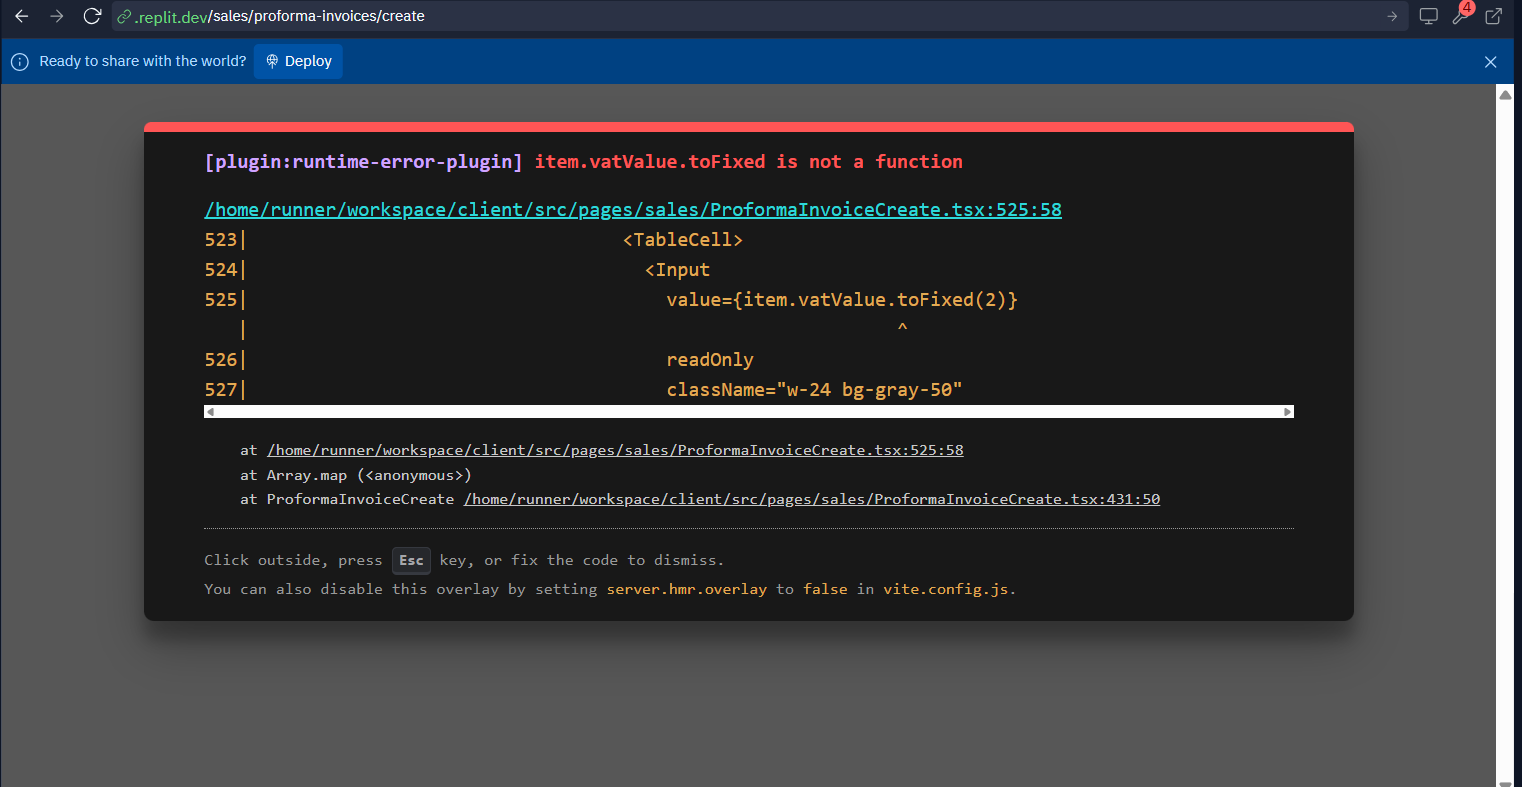 .replit.dev/sales/proforma-invoices/create
4
Ready to share with the world? Deploy
[plugin:runtime-error-plugin] item.vatValue.toFixed is not a function
/home/runner/workspace/client/src/pages/sales/ProformaInvoiceCreate.tsx:525:58
523| <TableCell>
524| <Input
525| value={item.vatValue.toFixed(2)}
| ^
526| readOnly
527| className="w-24 bg-gray-50"
at /home/runner/workspace/client/src/pages/sales/ProformaInvoiceCreate.tsx:525:58
at Array.map (<anonymous>)
at ProformaInvoiceCreate /home/runner/workspace/client/src/pages/sales/ProformaInvoiceCreate.tsx:431:50
Click outside, press Esc key, or fix the code to dismiss.
You can also disable this overlay by setting server.hmr.overlay to false in vite.config.js.